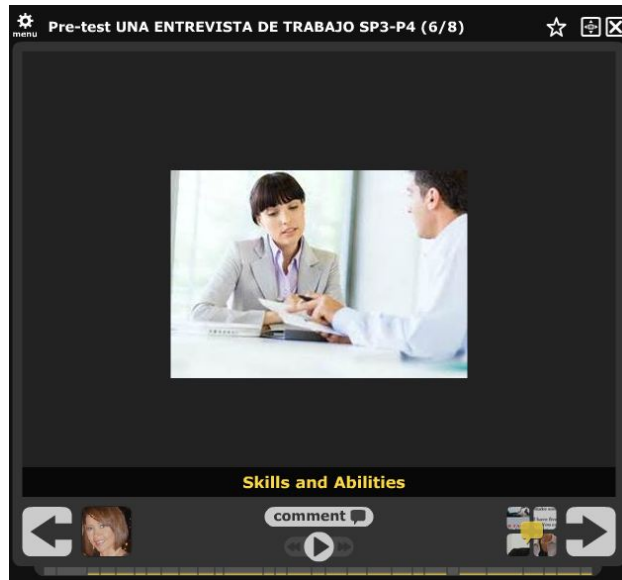 menu
Pre-test UNA ENTREVISTA DE TRABAJO SP3-P4 (6/8)
Skills and Abilities
comment